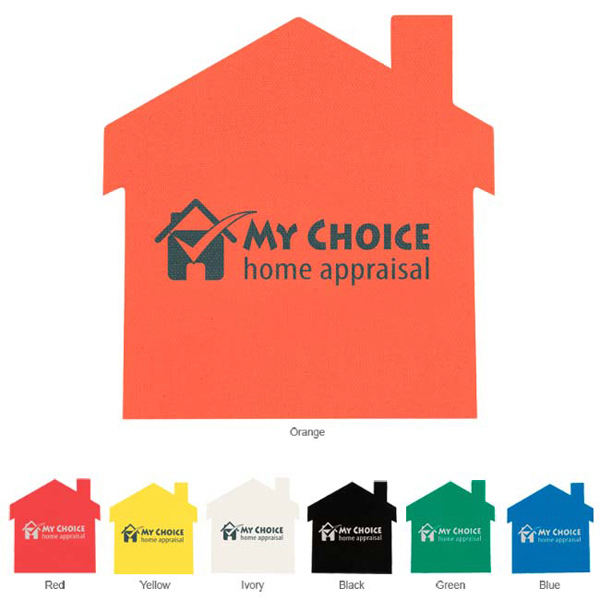 My Choice
home appraisal
Orange
My Choice
home appraisal
My Choice
home appraisal
My Choice
home appraisal
My Choice
home appraisal
My Choice
home appraisal
My Choice
home appraisal
Red
Yellow
Ivory
Black
Green
Blue